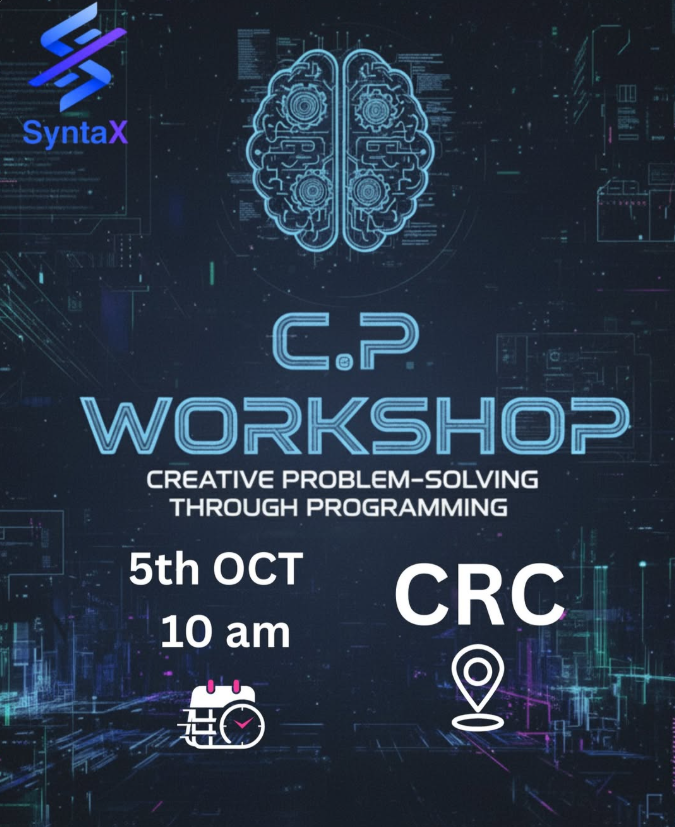 SyntaX
C.P
WORKSHOP
CREATIVE PROBLEM-SOLVING
THROUGH PROGRAMMING
5th OCT
10 am
CRC